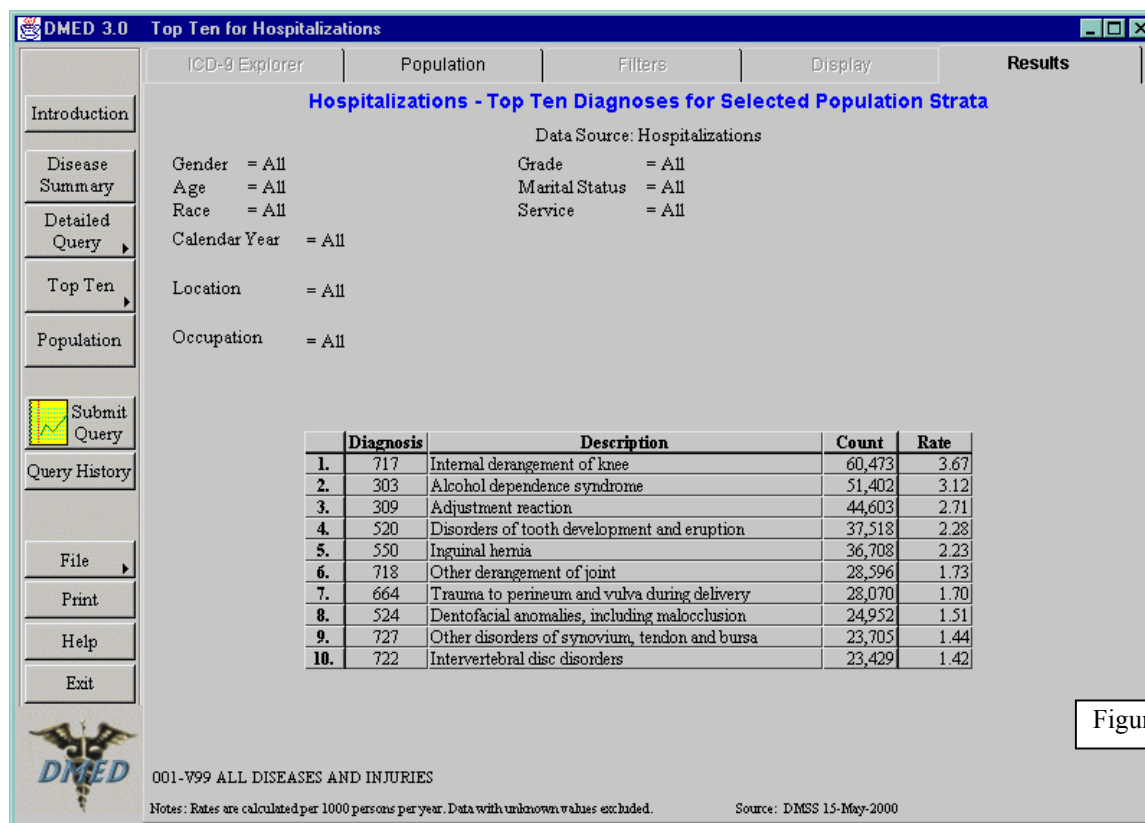 DMED 3.0 Top Ten for Hospitalizations
ICD-9 Explorer Population Filters Display Results
Introduction
Disease
Summary
Detailed
Query
Top Ten
Population
Submit
Query
Query History
File
Print
Help
Exit
DMED
Hospitalizations - Top Ten Diagnoses for Selected Population Strata
Data Source: Hospitalizations
Gender = All Grade = All
Age = All Marital Status = All
Race = All Service = All
Calendar Year = All
Location = All
Occupation = All
Diagnosis Description Count Rate
1. 717 Internal derangement of knee 60,473 3.67
2. 303 Alcohol dependence syndrome 51,402 3.12
3. 309 Adjustment reaction 44,603 2.71
4. 520 Disorders of tooth development and eruption 37,518 2.28
5. 550 Inguinal hernia 36,708 2.23
6. 718 Other derangement of joint 28,596 1.73
7. 664 Trauma to perineum and vulva during delivery 28,070 1.70
8. 524 Dentofacial anomalies, including malocclusion 24,952 1.51
9. 727 Other disorders of synovium, tendon and bursa 23,705 1.44
10. 722 Intervertebral disc disorders 23,429 1.42
001-V99 ALL DISEASES AND INJURIES
Notes: Rates are calculated per 1000 persons per year. Data with unknown values excluded. Source: DMSS 15-May-2000